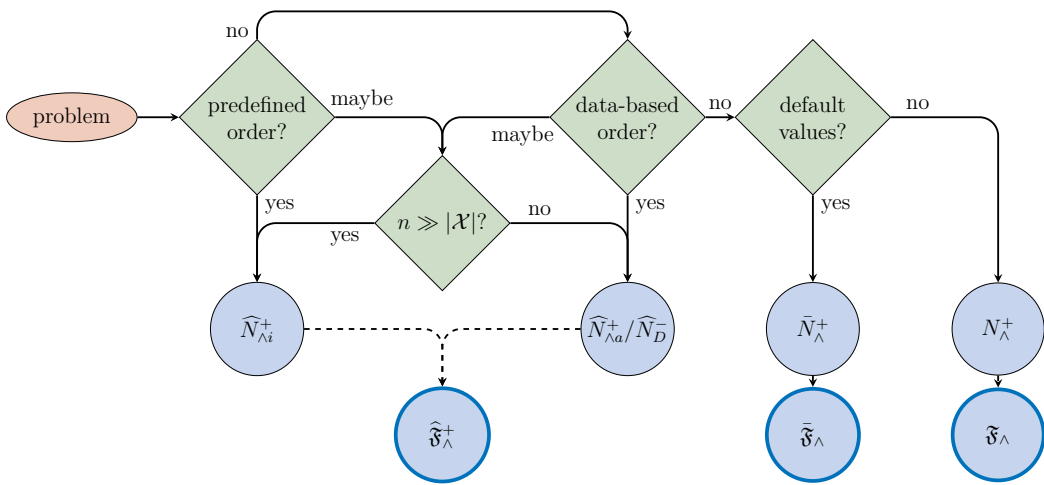 no
problem
predefined
order?
maybe
data-based
order?
maybe
no
default
values?
no
yes
n ≫ |𝒳|?
yes
no
yes
yes
N̂⁺∧i
N̂⁺∧a/N̂⁻D
N̄⁺∧
N⁺∧
𝔉̂⁺∧
𝔉̄∧
𝔉∧